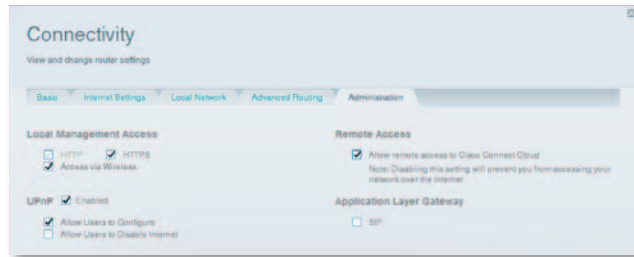 Connectivity
View and change router settings
Basic Internet Settings Local Network Advanced Routing Administration
Local Management Access
HTTP HTTPS
Access via Wireless
UPnP Enabled
Allow Users to Configure
Allow Users to Disable Internet
Remote Access
Allow remote access to Cisco Connect Cloud
Note: Disabling this setting will prevent you from accessing your
network over the Internet.
Application Layer Gateway
SIP